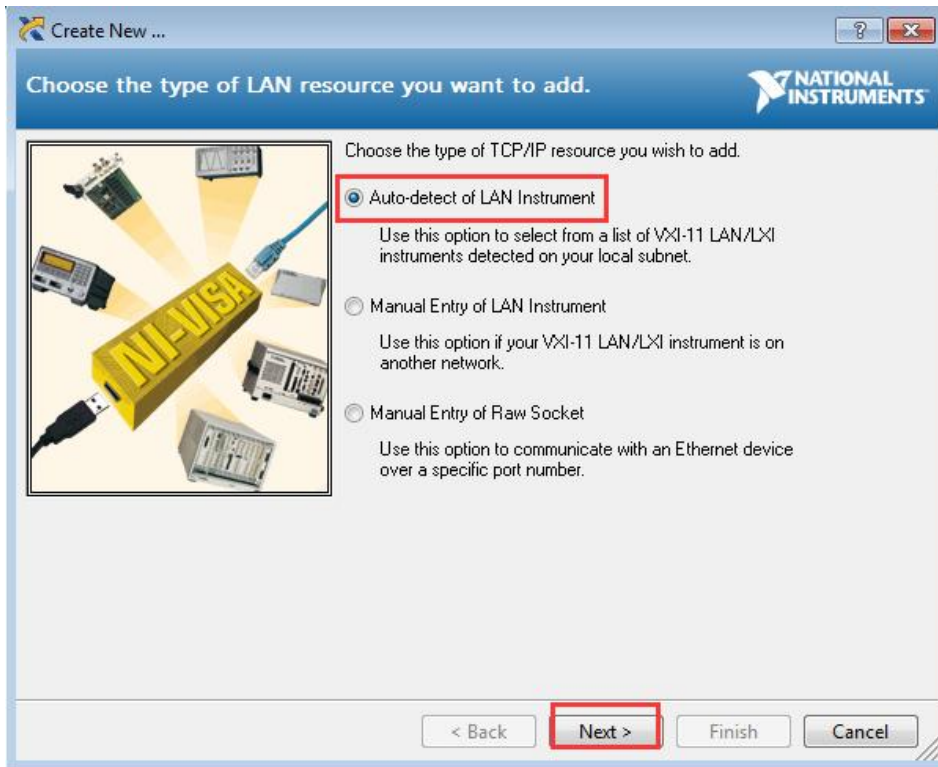 Create New ...
Choose the type of LAN resource you want to add.
NATIONAL
INSTRUMENTS
NI-VISA
Choose the type of TCP/IP resource you wish to add.
Auto-detect of LAN Instrument
Use this option to select from a list of VXI-11 LAN/LXI
instruments detected on your local subnet.
Manual Entry of LAN Instrument
Use this option if your VXI-11 LAN/LXI instrument is on
another network.
Manual Entry of Raw Socket
Use this option to communicate with an Ethernet device
over a specific port number.
< Back
Next >
Finish
Cancel